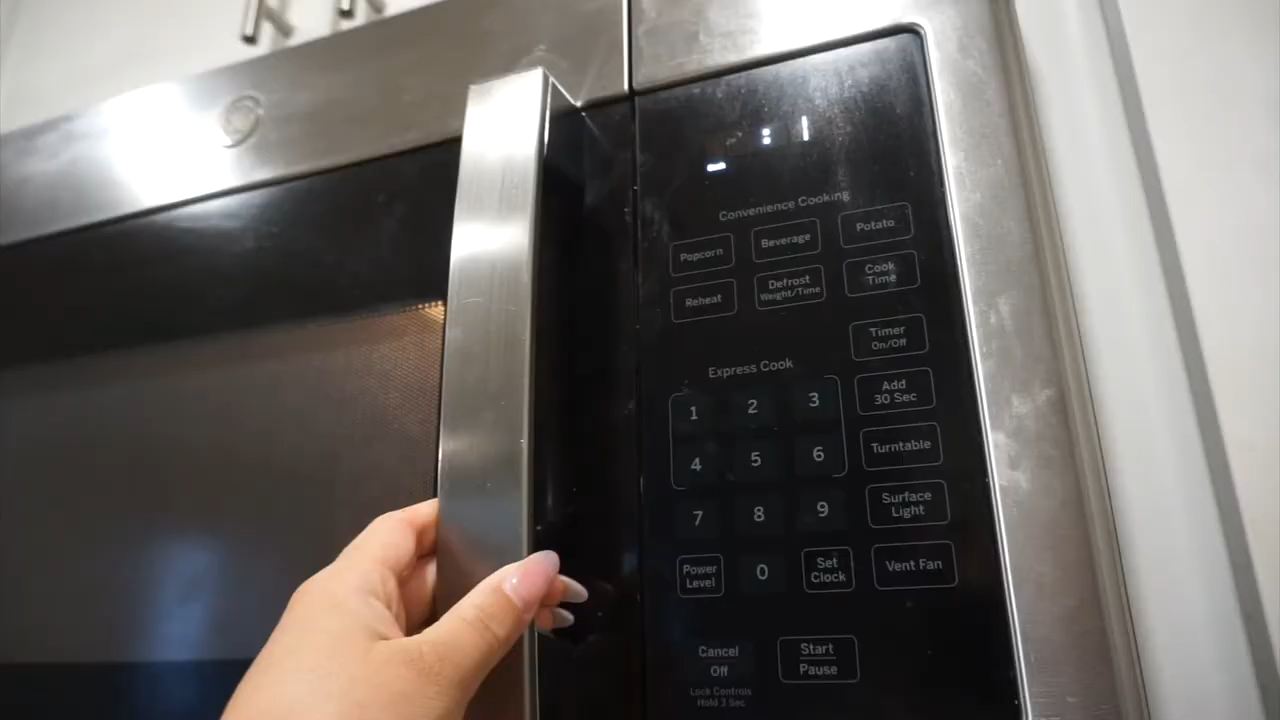 Convenience Cooking
Popcorn
Beverage
Potato
Reheat
Defrost
Weight/Time
Cook
Time
Timer
On/Off
Express Cook
1 2 3
Add
30 Sec
4 5 6
Turntable
7 8 9
Surface
Light
Power
Level
0
Set
Clock
Vent Fan
Cancel
Off
Start
Pause
Lock Controls
Hold 3 Sec